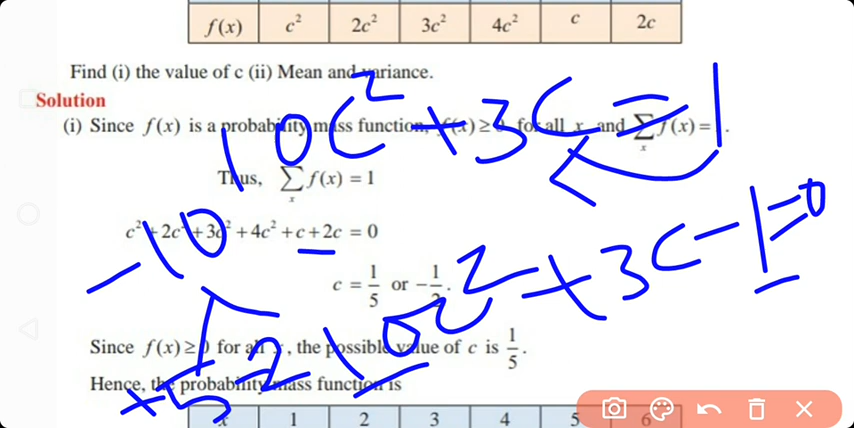 f(x) c² 2c² 3c² 4c² c 2c
Find (i) the value of c (ii) Mean and variance.
Solution
(i) Since f(x) is a probability mass function, f(x) ≥ 0 for all x, and ∑ₓ f(x) = 1.
10c² + 3c = 1
Thus, ∑ₓ f(x) = 1
c² + 2c² + 3c² + 4c² + c + 2c = 0
-10
10c² + 3c - 1 = 0
c = 1/5 or -1/2.
Since f(x) ≥ 0 for all x, the possible value of c is 1/5.
+5 -2
Hence, the probability mass function is
x 1 2 3 4 5 6